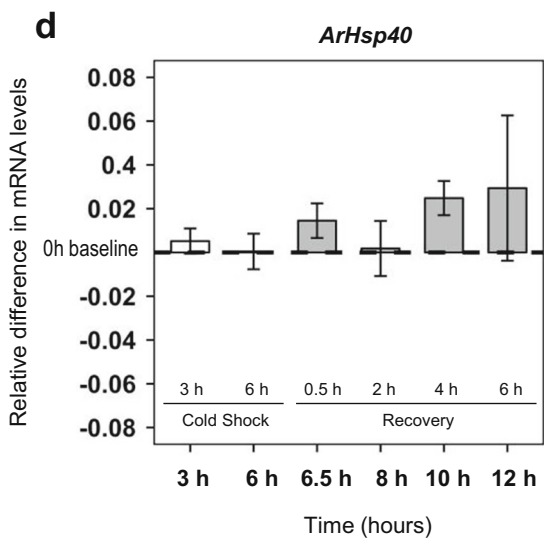 d
ArHsp40
Relative difference in mRNA levels
0.08
0.06
0.4
0.02
0h baseline
-0.02
-0.04
-0.06
-0.08
3 h 6 h 0.5 h 2 h 4 h 6 h
Cold Shock Recovery
3 h 6 h 6.5 h 8 h 10 h 12 h
Time (hours)